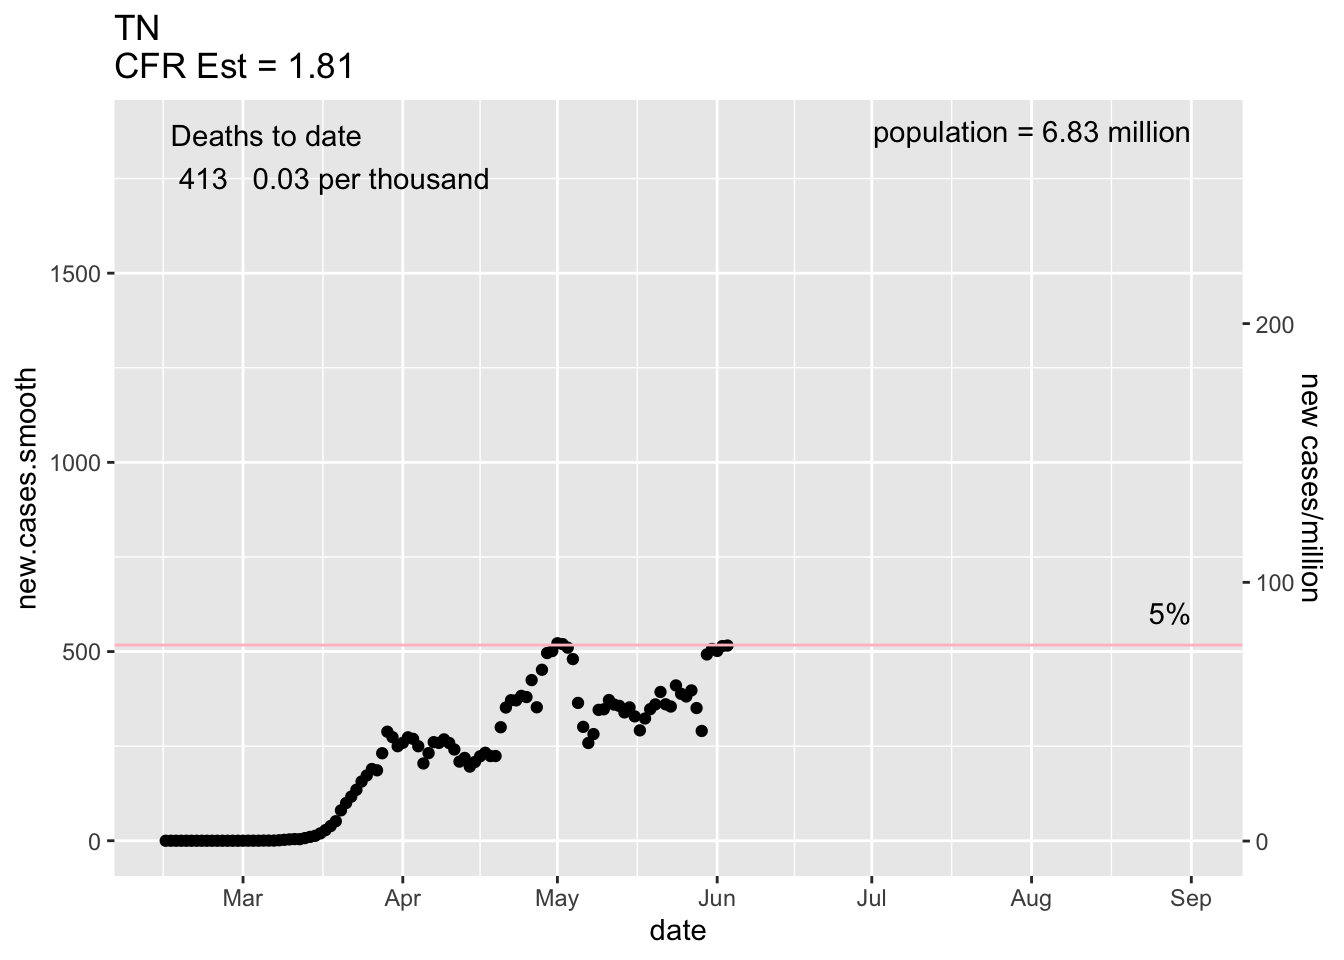 TN
CFR Est = 1.81
Deaths to date
413 0.03 per thousand
population = 6.83 million
1500
1000
500
0
new.cases.smooth
200
100
0
new cases/million
5%
Mar Apr May Jun Jul Aug Sep
date